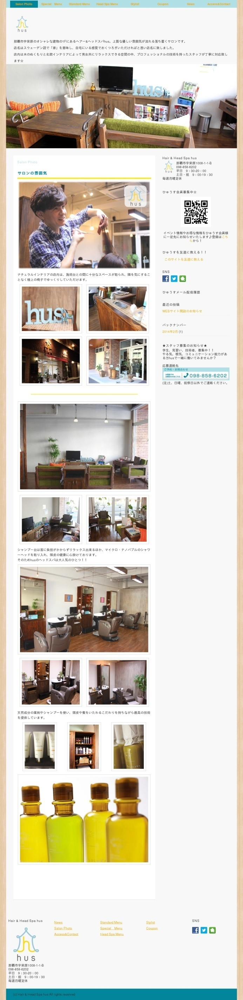 Salon Photo
Special Menu
Standard Menu
Head Spa Menu
Stylist
Coupon
News
Access&Contact
hus
那覇市宇栄原のオシャレな建物の1Fにあるヘアー&ヘッドスパhus。上質な優しい雰囲気が流れる落ち着くサロンです。
店名はスウェーデン語で「家」を意味し、自宅にいる感覚でおくつろぎいただければと思い店名に致しました。
店内は木のぬくもりと北欧インテリアによって男女共にリラックスできる空間の中、プロフェッショナルの技術を持ったスタッフが丁寧に対応致し
ます☆
hus
Salon Photo
サロンの雰囲気
hus
ナチュラルインテリアの店内は、施術台との間に十分なスペースが取られ、隣を気にするこ
となく極上の椅子でゆっくりしていただけます。
hus
hus
シャンプー台は首に負担がかからずリラックス出来るほか、マイクロ・ナノバブルのシャワ
ーヘッドを取り入れ、頭皮の健康に心掛けております。
そのためhusのヘッドスパは大人気のひとつ！！
天然成分の薬剤やシャンプーを使い、頭皮や髪をいたわるこだわりを持ちながら最高の技術
を提供しています。
Hair & Head Spa hus
hus
那覇市宇栄原1008-1-1-B
098-858-6202
平日　9：30-20：00
土日・祝　9：00-19：30
毎週月曜定休
ひゅうす会員募集中☆
イベント情報やお得な情報をひゅうす会員様
に一足先にお知らせいたします♪登録はこち
らから！
ひゅうすを友達に教える！！
このサイトを友達に教える
SNS
ひゅうすメール配信履歴
最近の投稿
WEBサイト開設のお知らせ
バックナンバー
2014年2月 (1)
★スタッフ募集のお知らせ★
学生、見習い、技術者、募集中！！
やる気、根気、コミュニケーション能力があ
る方husで一緒に働いてみませんか？
応募連絡先
ご予約・お問合わせ
お電話での
お問合わせはこちら
098-858-6202
(注)土、日曜、祝祭日以外でご連絡ください。
Hair & Head Spa hus
hus
那覇市宇栄原1008-1-1-B
098-858-6202
平日　9：30-20：00
土日・祝　9：00-19：30
毎週月曜定休
News
Salon Photo
Access&Contact
Standard Menu
Special Menu
Head Spa Menu
Stylist
Coupon
SNS
(c) Hair & Head Spa hus All rights reserved.